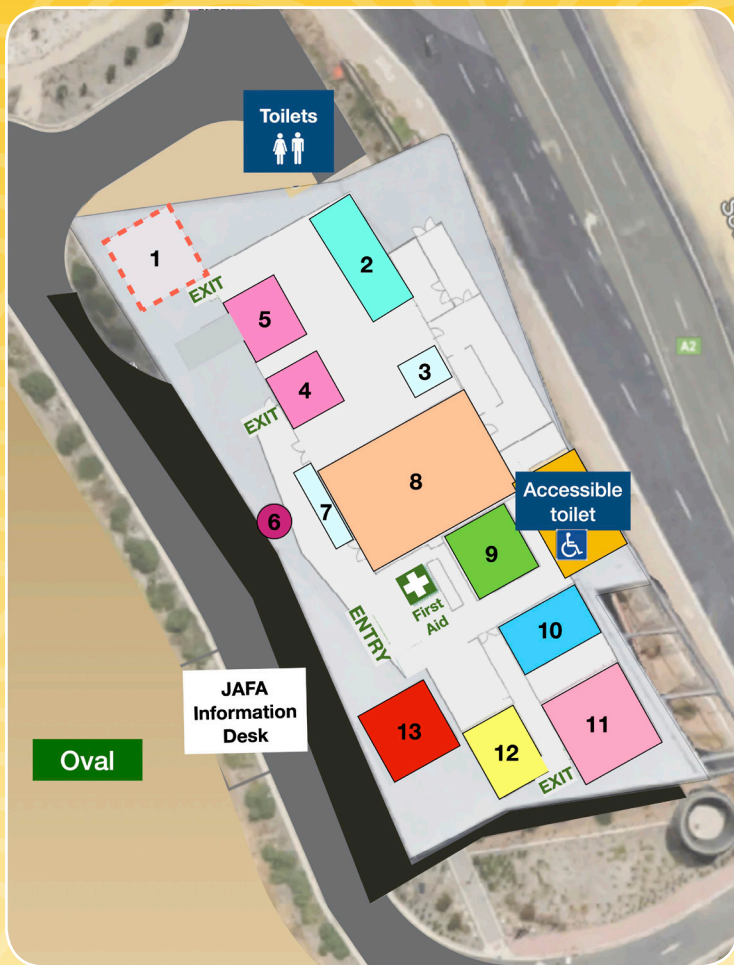 Toilets
1
EXIT
2
5
A2
3
4
EXIT
8
Accessible
toilet
7
6
9
First
Aid
ENTRY
10
JAFA
Information
Desk
13
11
12
EXIT
Oval